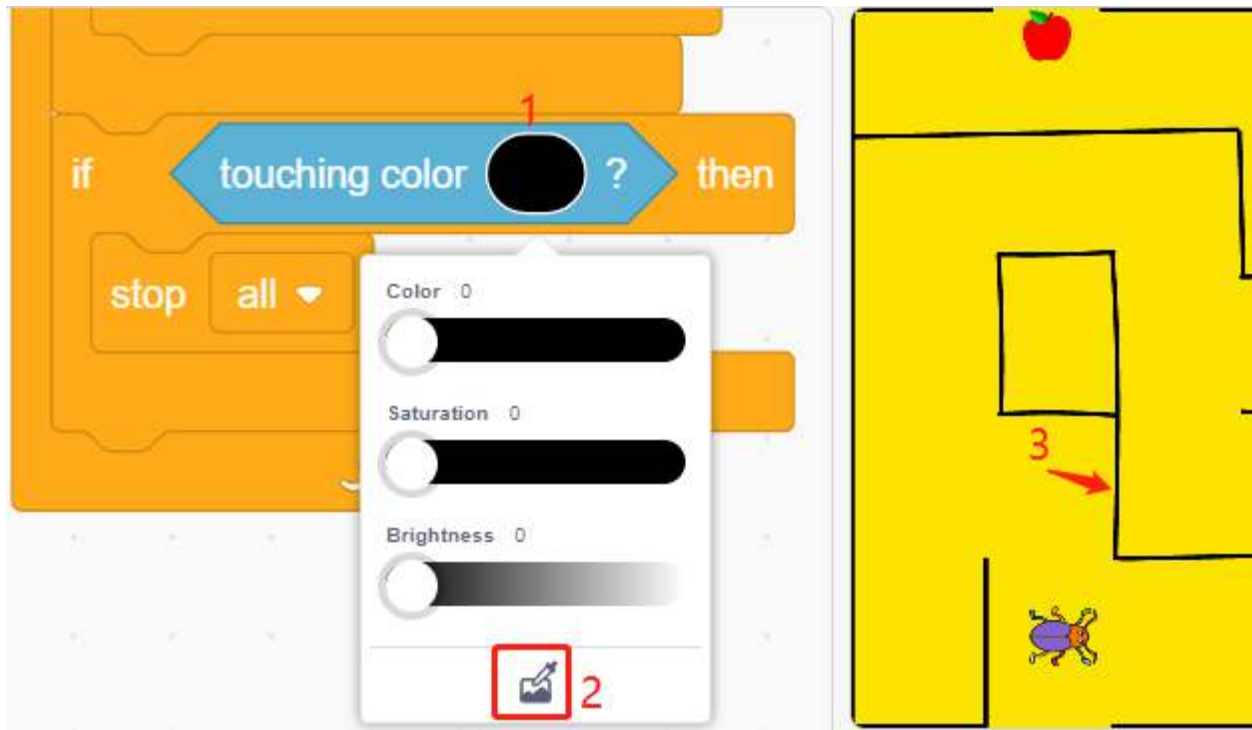 1
if touching color ? then
stop all
Color 0
Saturation 0
Brightness 0
2
3